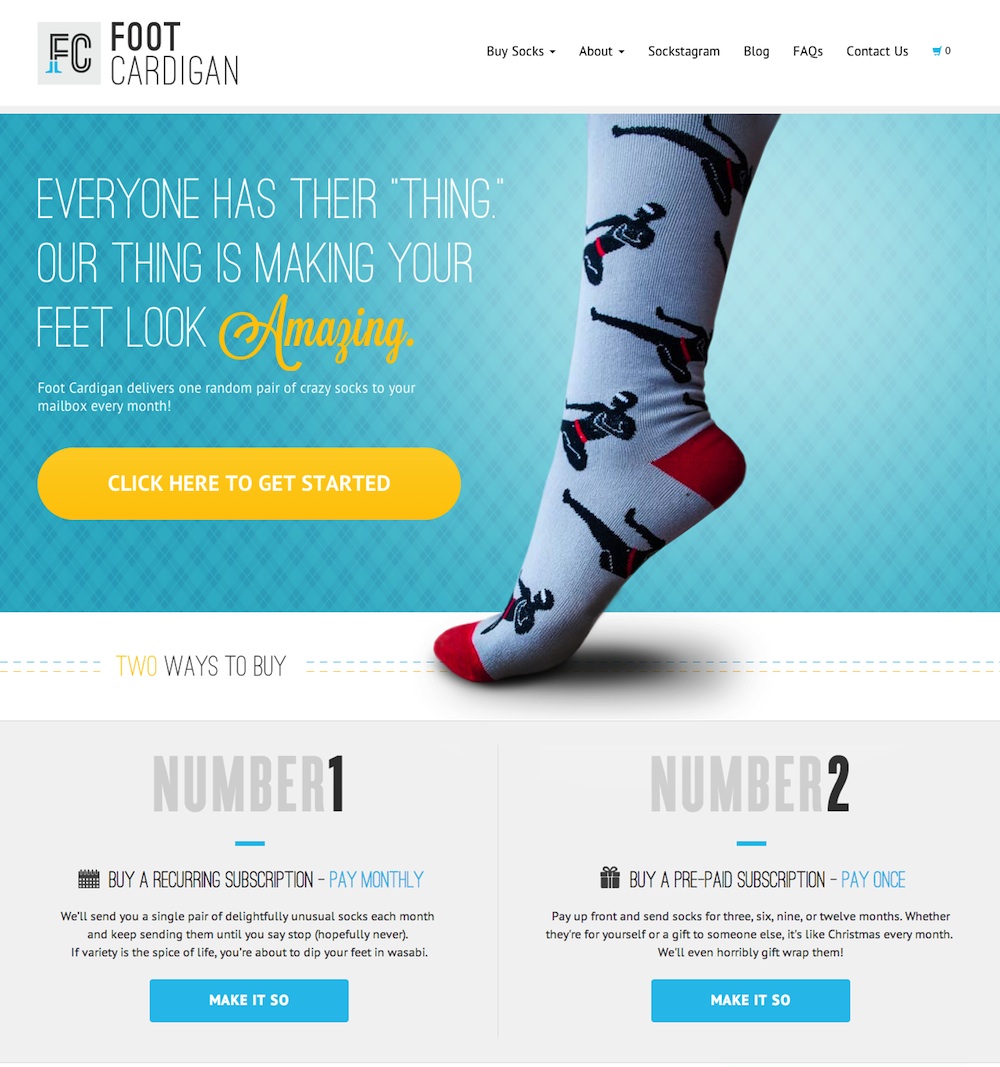 FC
FOOT
CARDIGAN
Buy Socks
About
Sockstagram
Blog
FAQs
Contact Us
0
EVERYONE HAS THEIR "THING."
OUR THING IS MAKING YOUR
FEET LOOK Amazing.
Foot Cardigan delivers one random pair of crazy socks to your
mailbox every month!
CLICK HERE TO GET STARTED
TWO WAYS TO BUY
NUMBER1
BUY A RECURRING SUBSCRIPTION - PAY MONTHLY
We'll send you a single pair of delightfully unusual socks each month
and keep sending them until you say stop (hopefully never).
If variety is the spice of life, you're about to dip your feet in wasabi.
MAKE IT SO
NUMBER2
BUY A PRE-PAID SUBSCRIPTION - PAY ONCE
Pay up front and send socks for three, six, nine, or twelve months. Whether
they're for yourself or a gift to someone else, it's like Christmas every month.
We'll even horribly gift wrap them!
MAKE IT SO